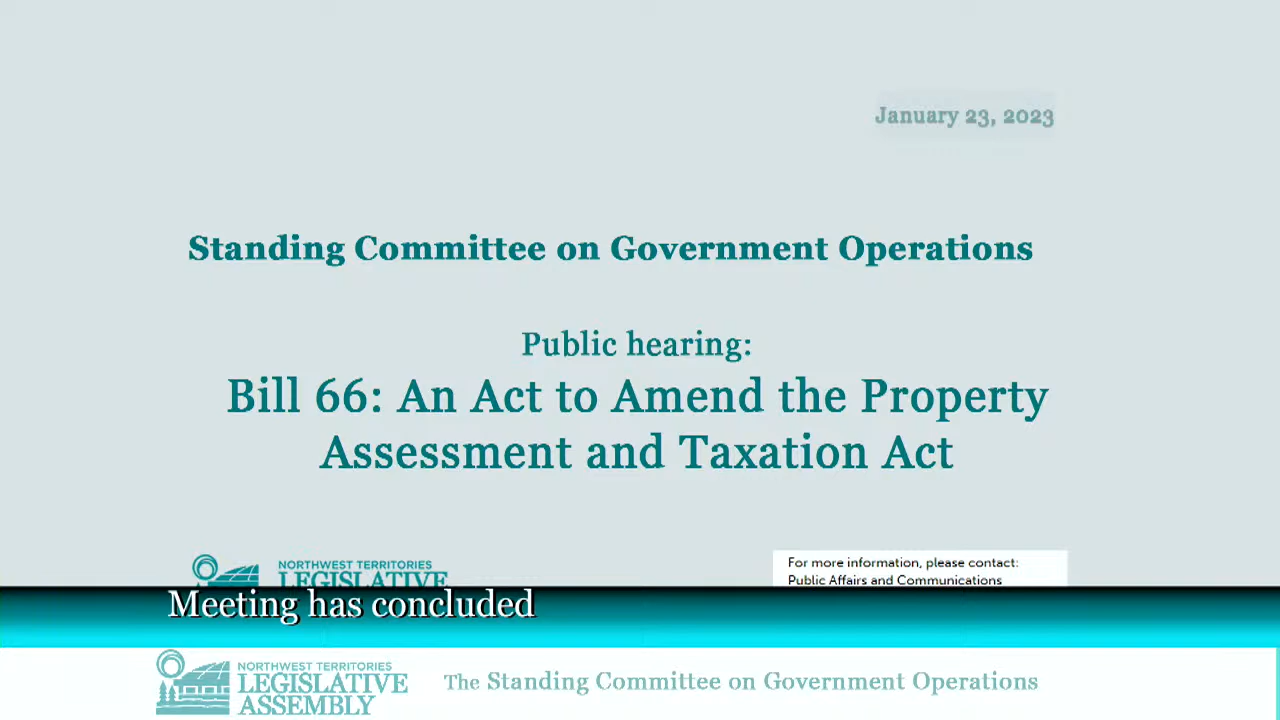 January 23, 2023
Standing Committee on Government Operations
Public hearing:
Bill 66: An Act to Amend the Property
Assessment and Taxation Act
NORTHWEST TERRITORIES
LEGISLATIVE
For more information, please contact:
Public Affairs and Communications
Meeting has concluded
NORTHWEST TERRITORIES
LEGISLATIVE
ASSEMBLY
The Standing Committee on Government Operations